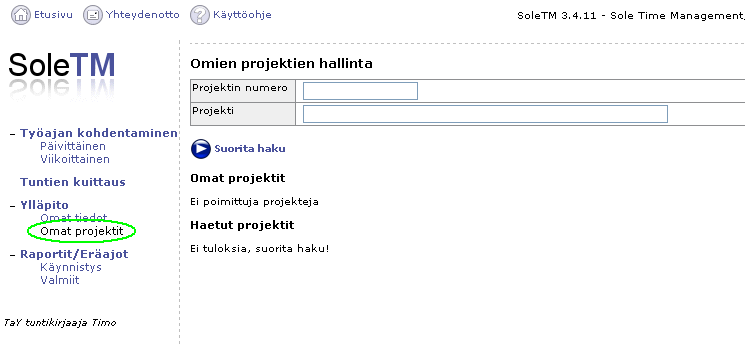 Etusivu Yhteydenotto Käyttöohje SoleTM 3.4.11 - Sole Time Management,
SoleTM
Omien projektien hallinta
Projektin numero
Projekti
Suorita haku
Omat projektit
Ei poimittuja projekteja
Haetut projektit
Ei tuloksia, suorita haku!
– Työajan kohdentaminen
Päivittäinen
Viikoittainen
Tuntien kuittaus
– Ylläpito
Omat tiedot
Omat projektit
– Raportit/Eräajot
Käynnistys
Valmiit
TaY tuntikirjaaja Timo